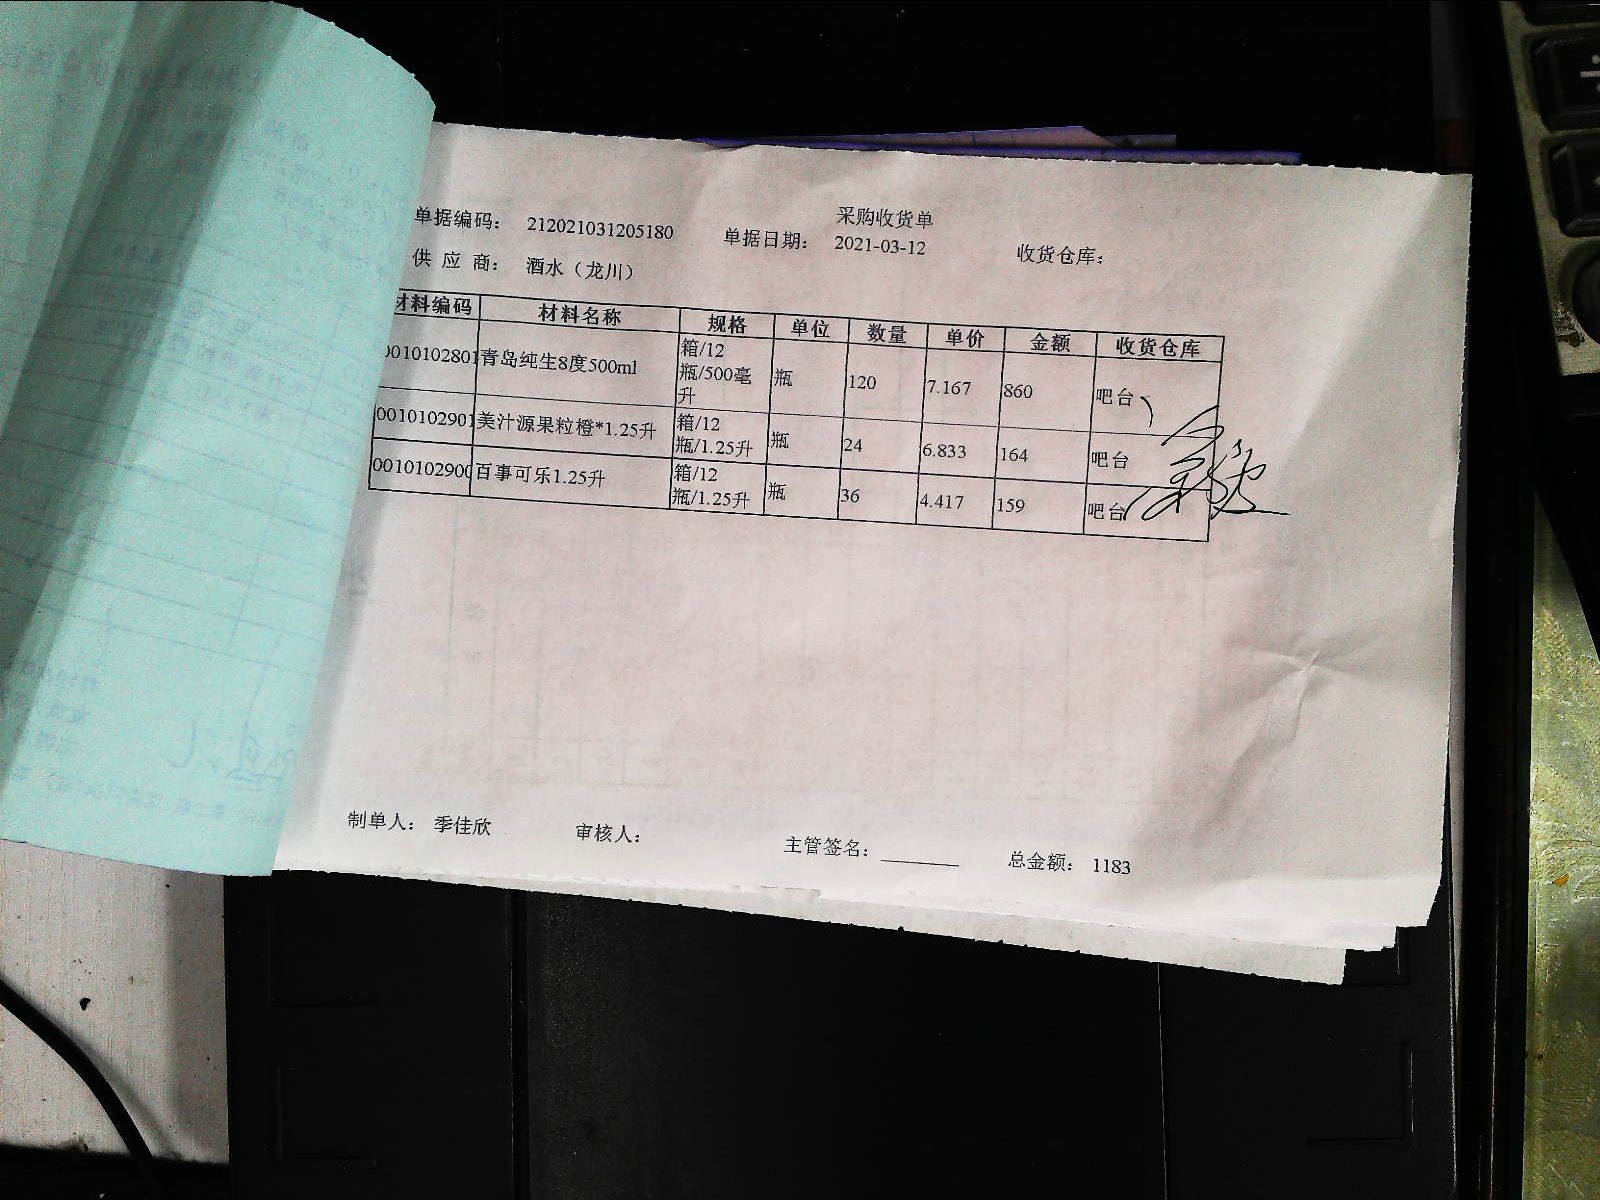 采购收货单
单据编码： 212021031205180 单据日期： 2021-03-12 收货仓库：
供 应 商： 酒水（龙川）
材料编码 材料名称 规格 单位 数量 单价 金额 收货仓库
0010102801 青岛纯生8度500ml 箱/12瓶/500毫升 瓶 120 7.167 860 吧台
0010102901 美汁源果粒橙*1.25升 箱/12瓶/1.25升 瓶 24 6.833 164 吧台
0010102900 百事可乐1.25升 箱/12瓶/1.25升 瓶 36 4.417 159 吧台
制单人： 季佳欣 审核人： 主管签名： 总金额： 1183